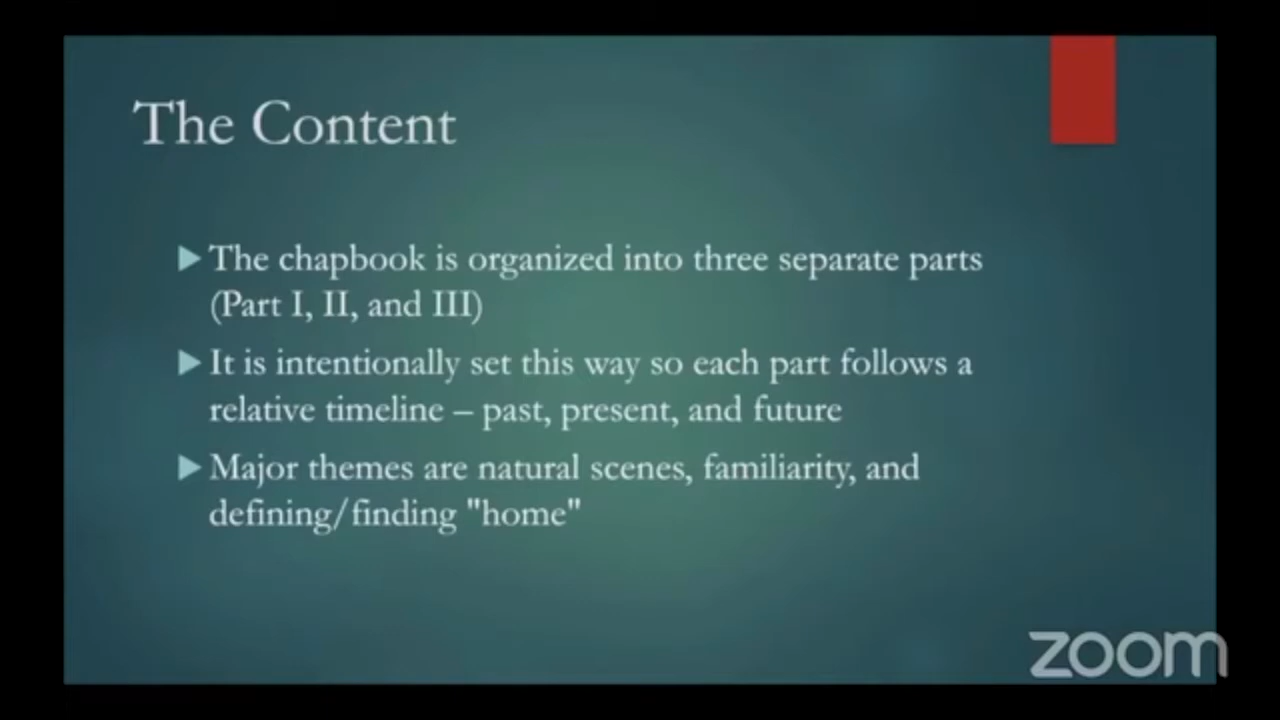 The Content
The chapbook is organized into three separate parts
(Part I, II, and III)
It is intentionally set this way so each part follows a
relative timeline – past, present, and future
Major themes are natural scenes, familiarity, and
defining/finding "home"
zoom